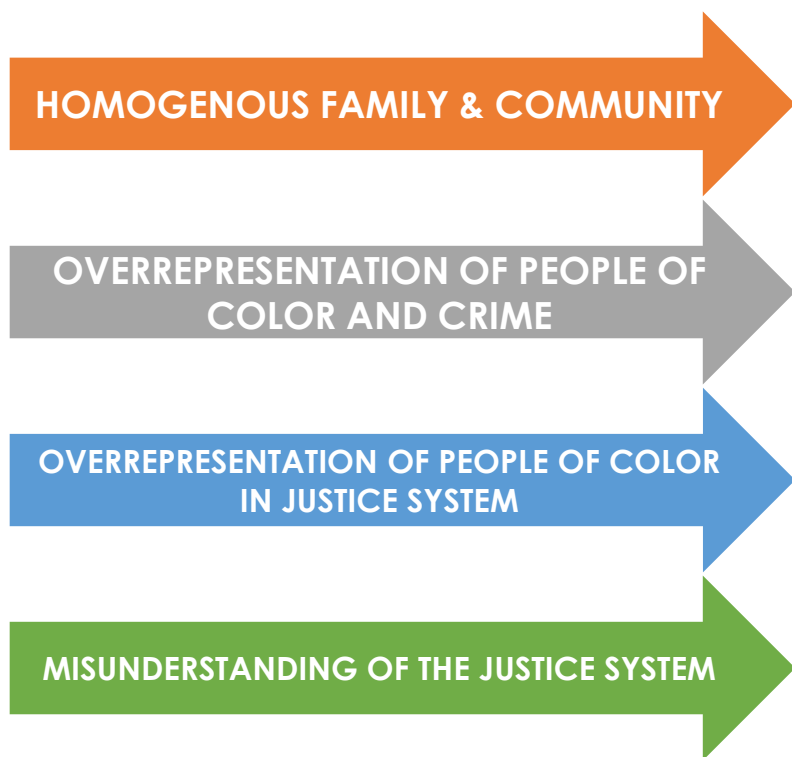 HOMOGENOUS FAMILY & COMMUNITY
OVERREPRESENTATION OF PEOPLE OF
COLOR AND CRIME
OVERREPRESENTATION OF PEOPLE OF COLOR
IN JUSTICE SYSTEM
MISUNDERSTANDING OF THE JUSTICE SYSTEM